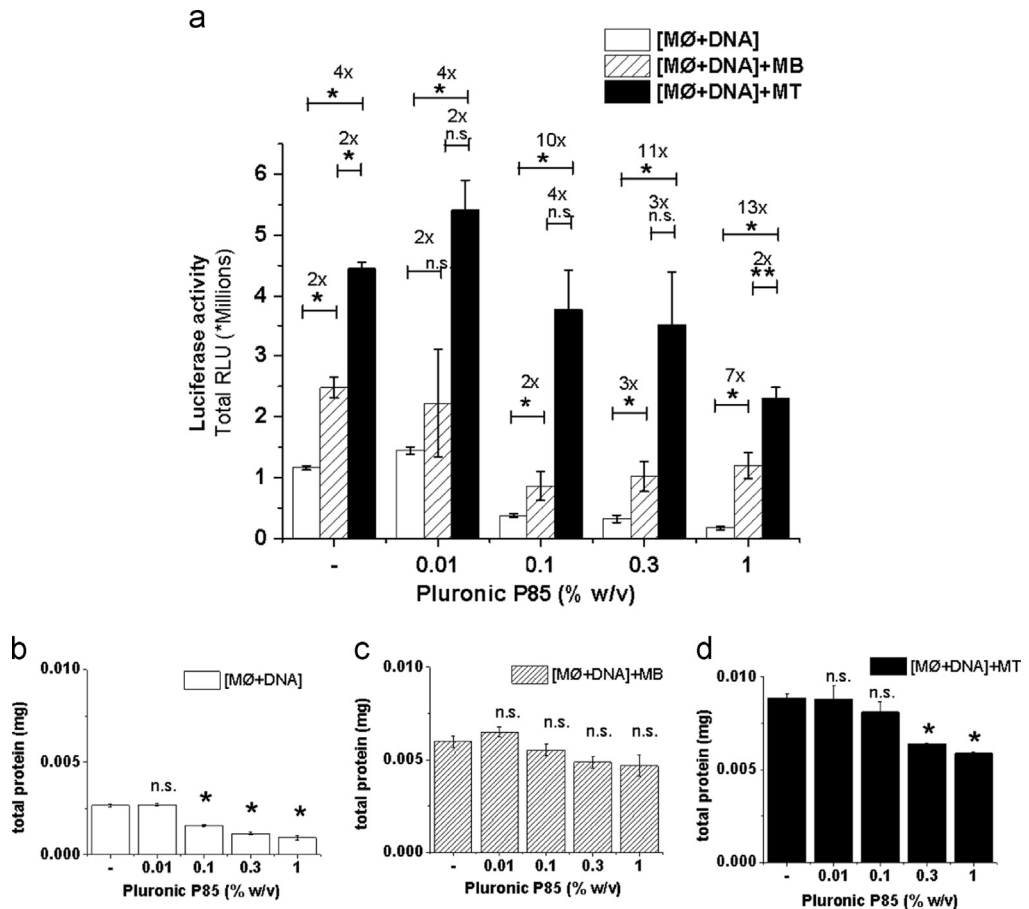 a
[MØ+DNA]
[MØ+DNA]+MB
[MØ+DNA]+MT
4x
*
2x
*
2x
*
4x
*
2x
n.s.
2x
n.s.
10x
*
4x
n.s.
2x
*
11x
*
3x
n.s.
3x
*
13x
*
2x
**
7x
*
Luciferase activity
Total RLU (*Millions)
6
5
4
3
2
1
0
- 0.01 0.1 0.3 1
Pluronic P85 (% w/v)
b
[MØ+DNA]
total protein (mg)
0.010
0.005
0.000
n.s. * * *
- 0.01 0.1 0.3 1
Pluronic P85 (% w/v)
c
[MØ+DNA]+MB
total protein (mg)
0.010
0.005
0.000
n.s. n.s. n.s. n.s.
- 0.01 0.1 0.3 1
Pluronic P85 (% w/v)
d
[MØ+DNA]+MT
total protein (mg)
0.010
0.005
0.000
n.s. n.s. * *
- 0.01 0.1 0.3 1
Pluronic P85 (% w/v)